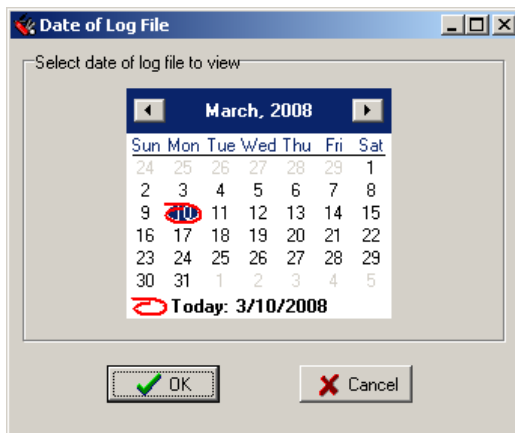 Date of Log File
Select date of log file to view
March, 2008
Sun Mon Tue Wed Thu Fri Sat
24 25 26 27 28 29 1
2 3 4 5 6 7 8
9 10 11 12 13 14 15
16 17 18 19 20 21 22
23 24 25 26 27 28 29
30 31 1 2 3 4 5
Today: 3/10/2008
OK Cancel